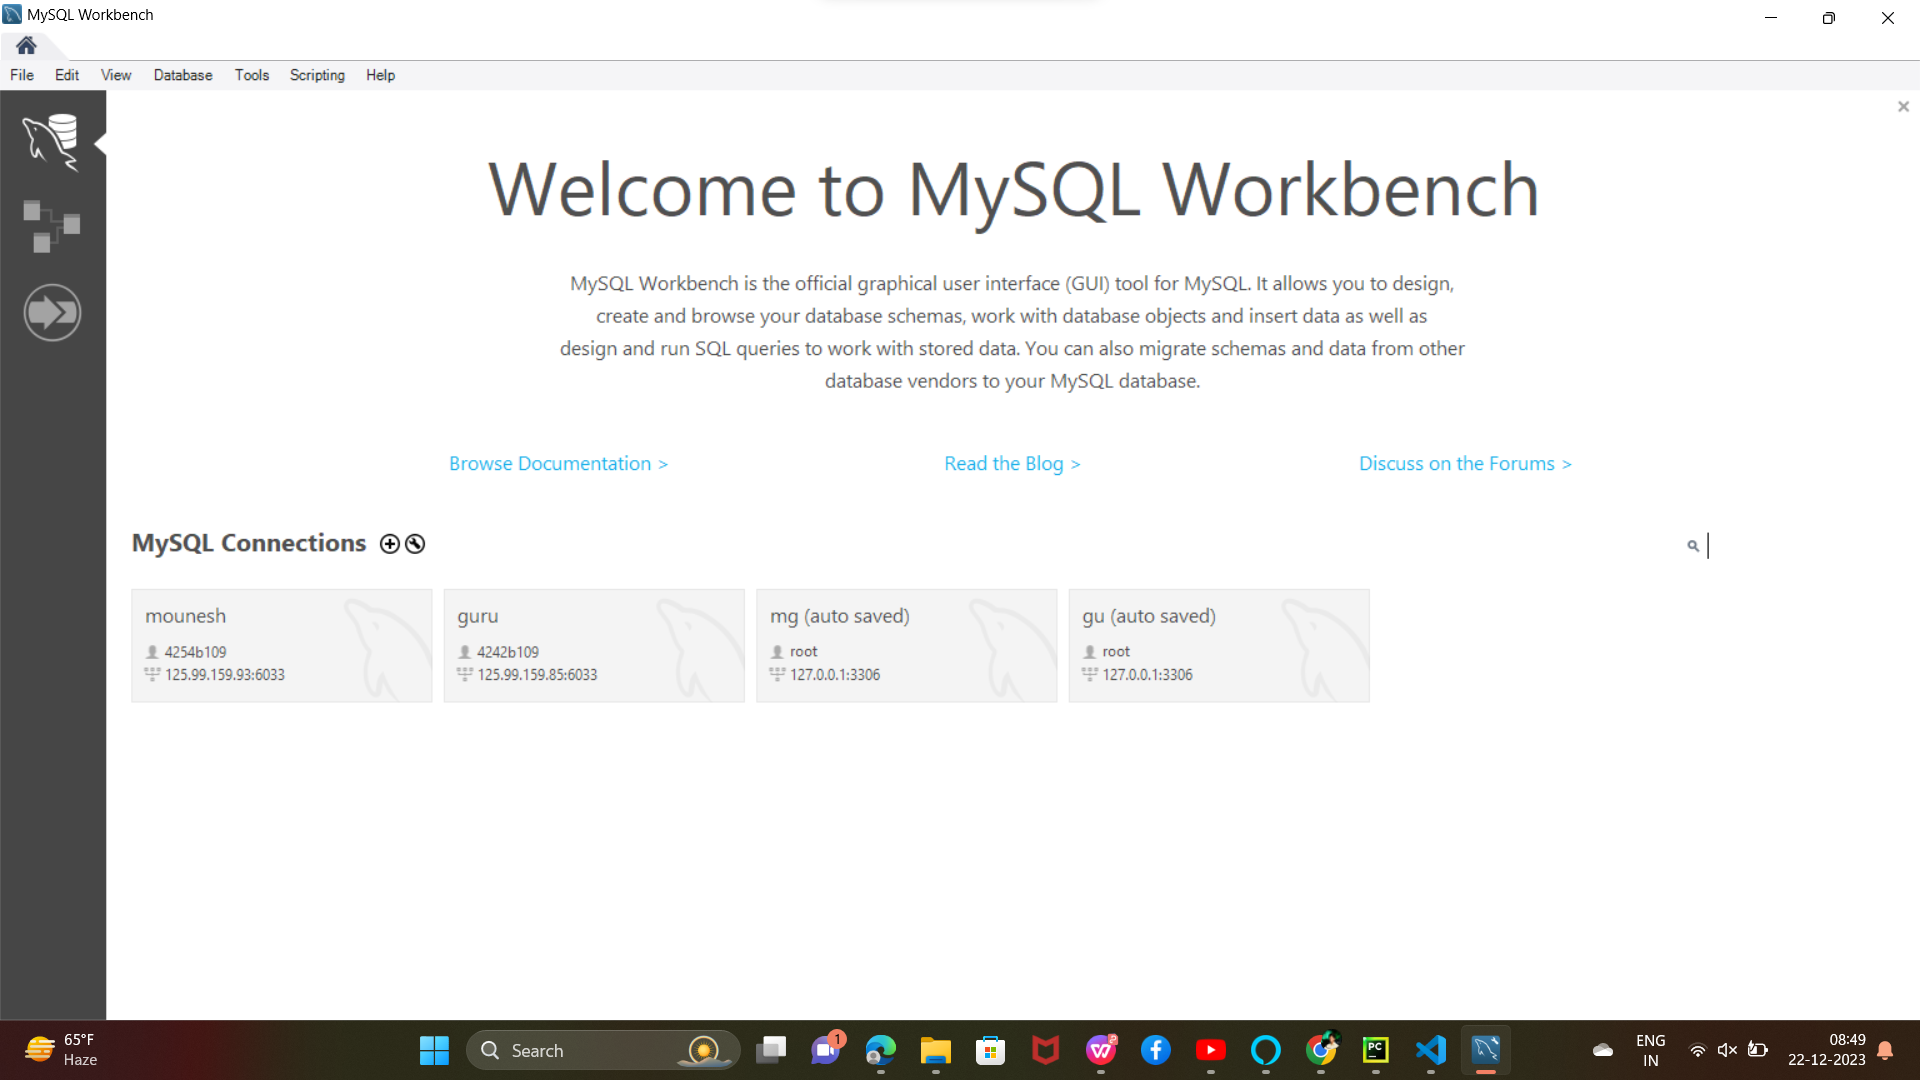 MySQL Workbench
File Edit View Database Tools Scripting Help
Welcome to MySQL Workbench
MySQL Workbench is the official graphical user interface (GUI) tool for MySQL. It allows you to design,
create and browse your database schemas, work with database objects and insert data as well as
design and run SQL queries to work with stored data. You can also migrate schemas and data from other
database vendors to your MySQL database.
Browse Documentation > Read the Blog > Discuss on the Forums >
MySQL Connections
mounesh
4254b109
125.99.159.93:6033
guru
4242b109
125.99.159.85:6033
mg (auto saved)
root
127.0.0.1:3306
gu (auto saved)
root
127.0.0.1:3306
65°F
Haze
Search
1
PC
ENG
IN
08:49
22-12-2023